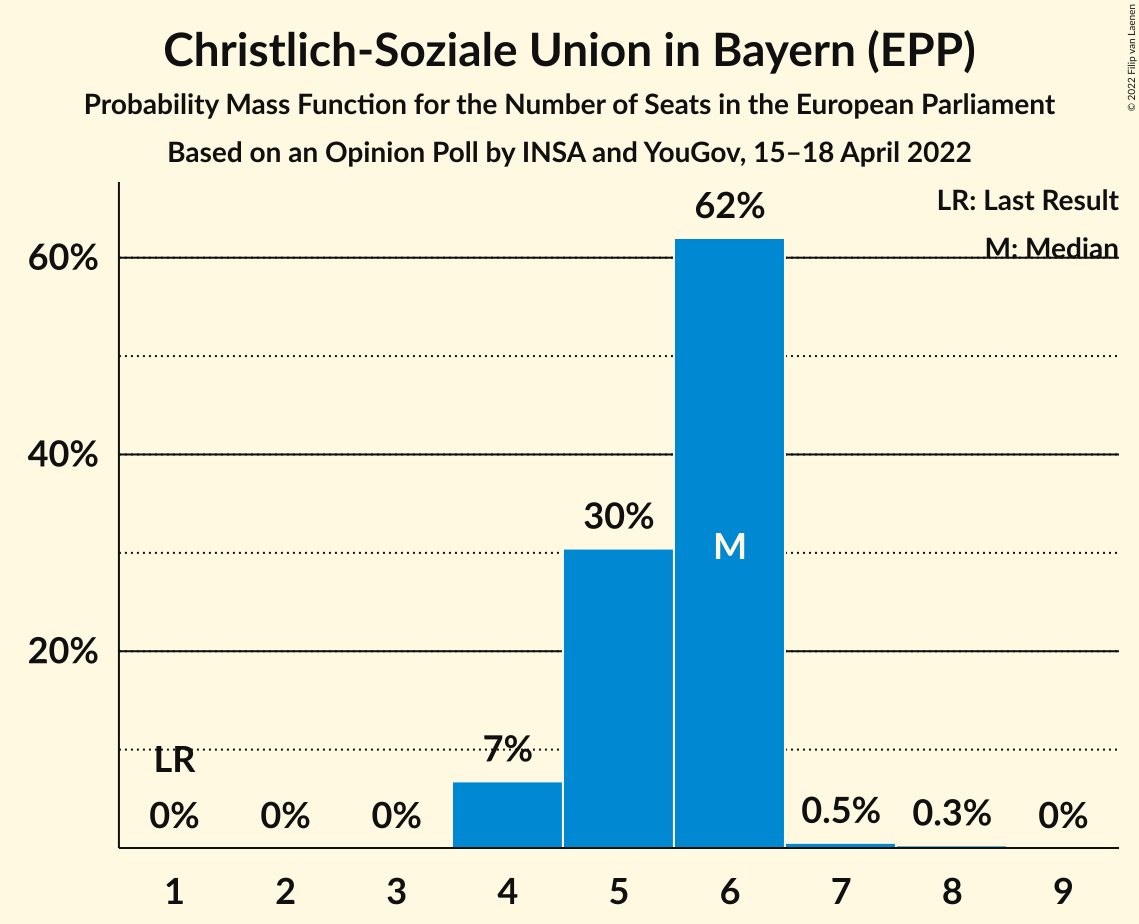 Christlich-Soziale Union in Bayern (EPP)
Probability Mass Function for the Number of Seats in the European Parliament
Based on an Opinion Poll by INSA and YouGov, 15–18 April 2022
© 2022 Filip van Laenen
LR: Last Result
M: Median
62%
60%
40%
30%
M
20%
LR
7%
0%
0%
0%
0.5%
0.3%
0%
1 2 3 4 5 6 7 8 9